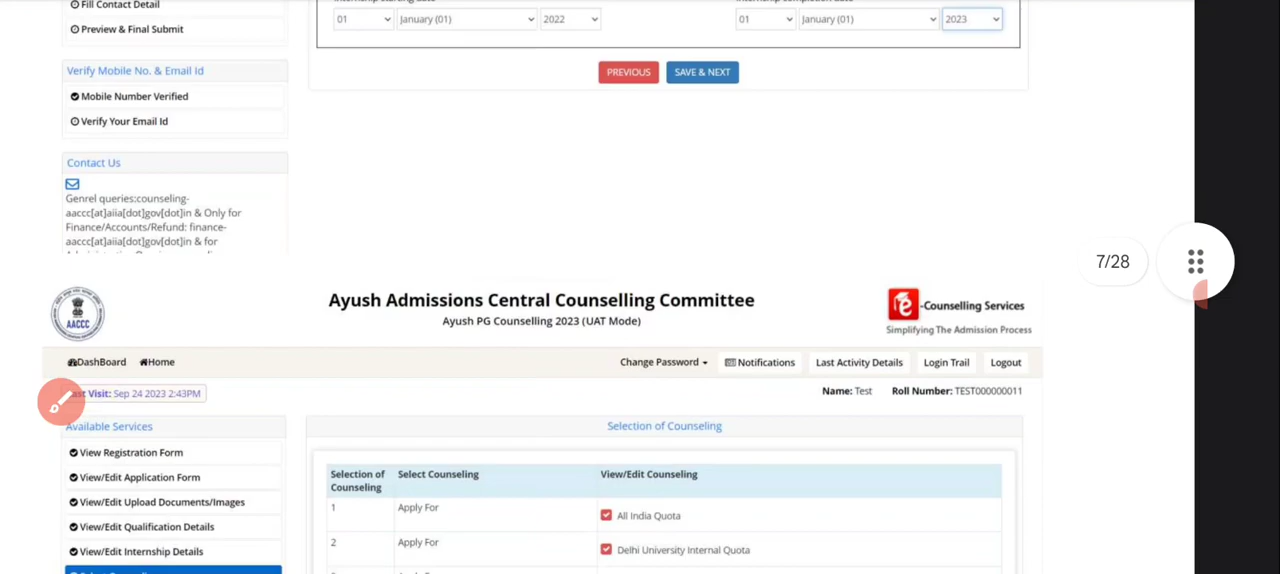 Fill Contact Detail
Preview & Final Submit
01 January (01) 2022
01 January (01) 2023
PREVIOUS SAVE & NEXT
Verify Mobile No. & Email Id
Mobile Number Verified
Verify Your Email Id
Contact Us
Genrel queries:counseling-
aaccc[at]aiia[dot]gov[dot]in & Only for
Finance/Accounts/Refund: finance-
aaccc[at]aiia[dot]gov[dot]in & for
7/28
AACCC
Ayush Admissions Central Counselling Committee
Ayush PG Counselling 2023 (UAT Mode)
e-Counselling Services
Simplifying The Admission Process
DashBoard Home
Change Password Notifications Last Activity Details Login Trail Logout
Visit: Sep 24 2023 2:43PM
Name: Test Roll Number: TEST000000011
Available Services
View Registration Form
View/Edit Application Form
View/Edit Upload Documents/Images
View/Edit Qualification Details
View/Edit Internship Details
Selection of Counseling
Selection of Counseling Select Counseling View/Edit Counseling
1 Apply For All India Quota
2 Apply For Delhi University Internal Quota